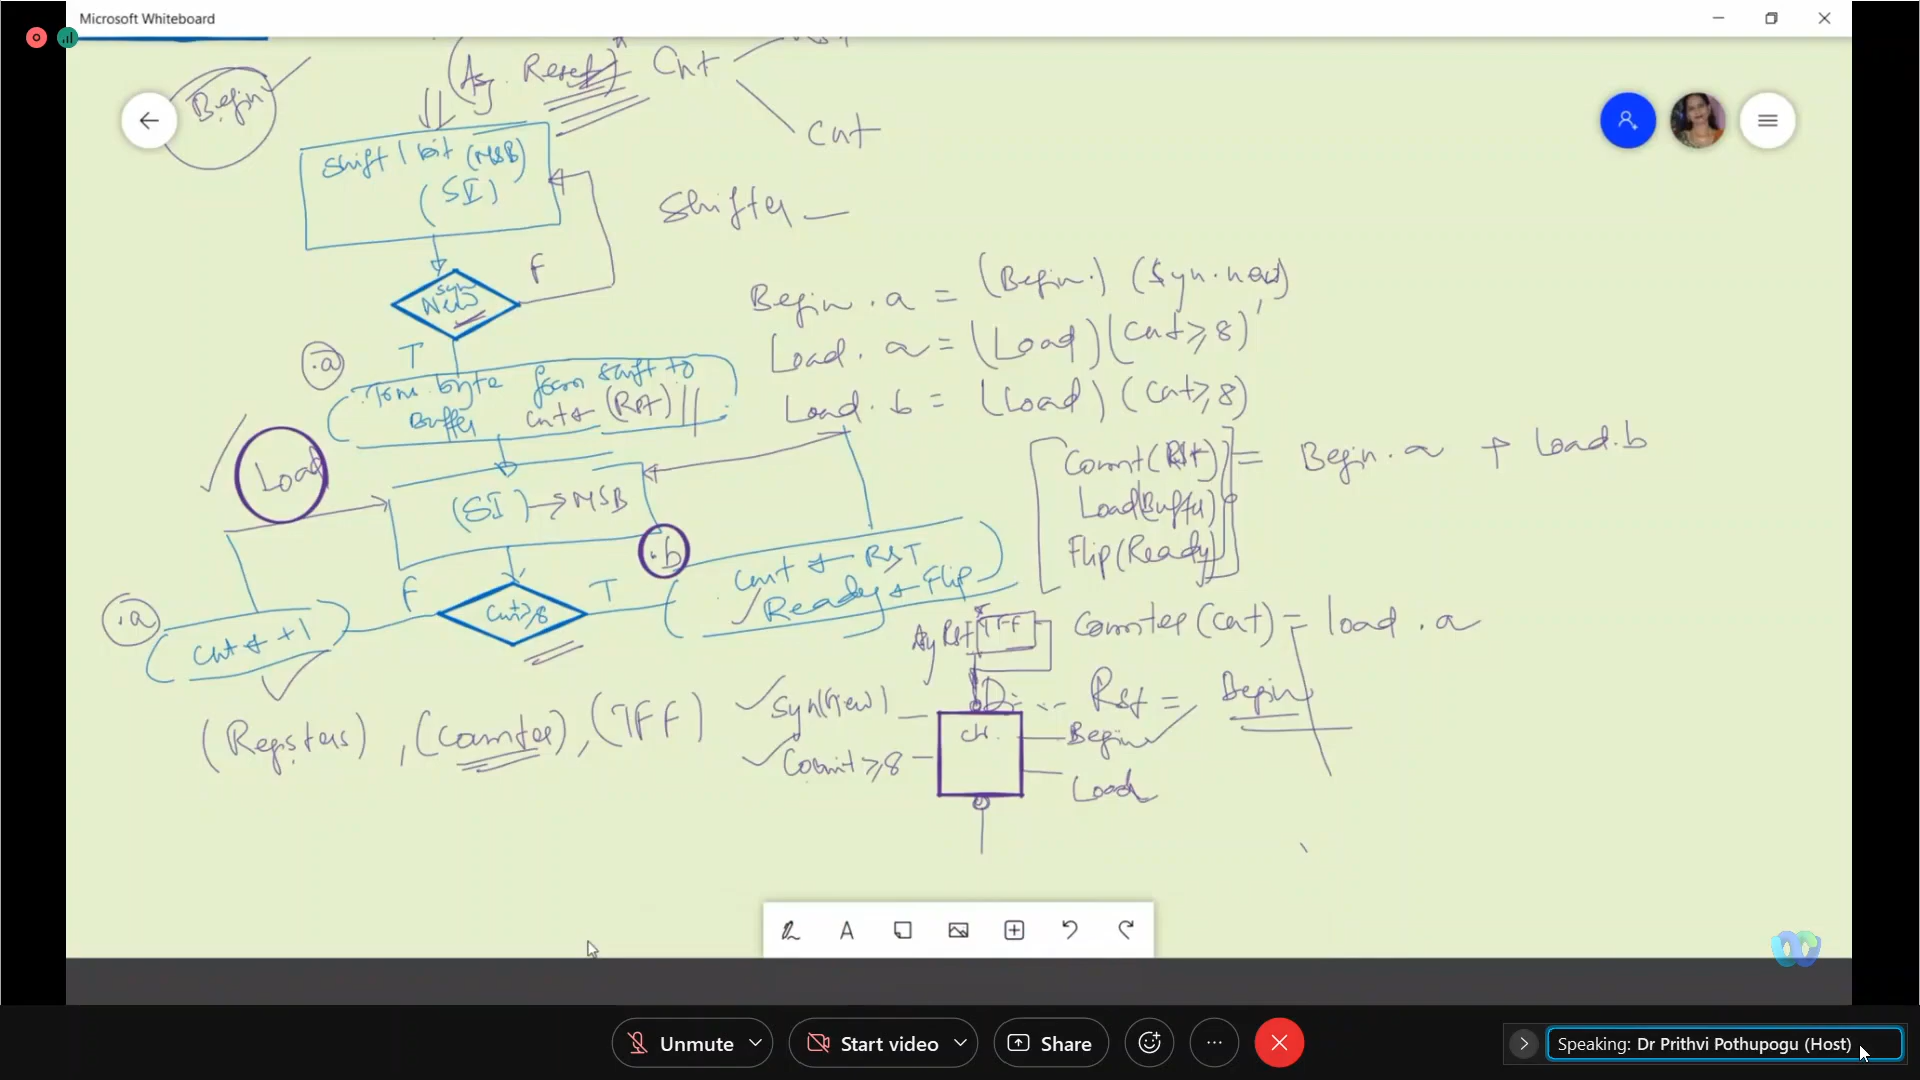 Microsoft Whiteboard
Begin
(Asy. Reset)* Cnt
Cnt
Shift 1 bit (MSB)
(SI)
Shifter —
Syn
New
F
T
Begin.a = (Begin.) (Syn.new)
Load.a = (Load)(cnt≥8)'
Load.b = (Load) (cnt≥8)
.a
byte from shift to
Buffer cnt← (Rst)
Load
(SI) → MSB
.b
Count(Rst) = Begin.a + Load.b
Load(Buffer)
Flip(Ready)
F
Cnt≥8
T
Cnt ← RST
Ready ← Flip
.a
Cnt ← +1
Asy Rst TFF
Counter(cnt) = load.a
Rst = Begin
(Registers), (Counter), (TFF)
Syn(New)
Count≥8
Begin
Load
Unmute
Start video
Share
Speaking: Dr Prithvi Pothupogu (Host)